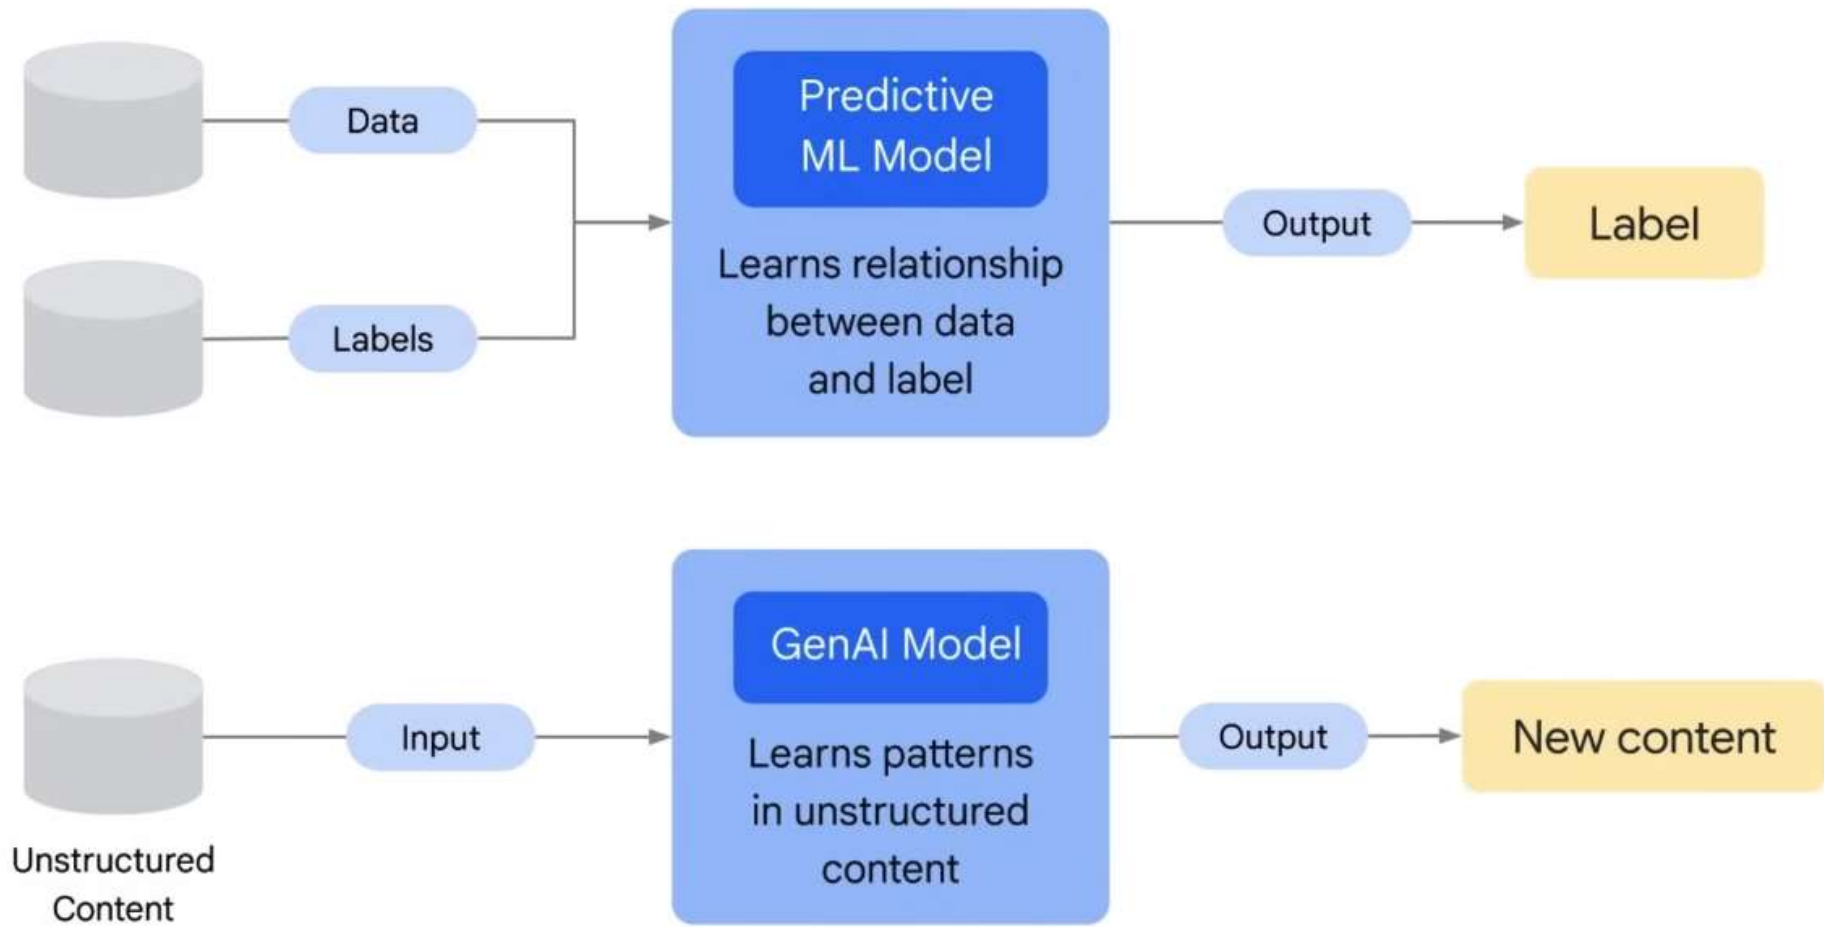 Data
Labels
Predictive
ML Model
Learns relationship
between data
and label
Output
Label
Unstructured
Content
Input
GenAI Model
Learns patterns
in unstructured
content
Output
New content